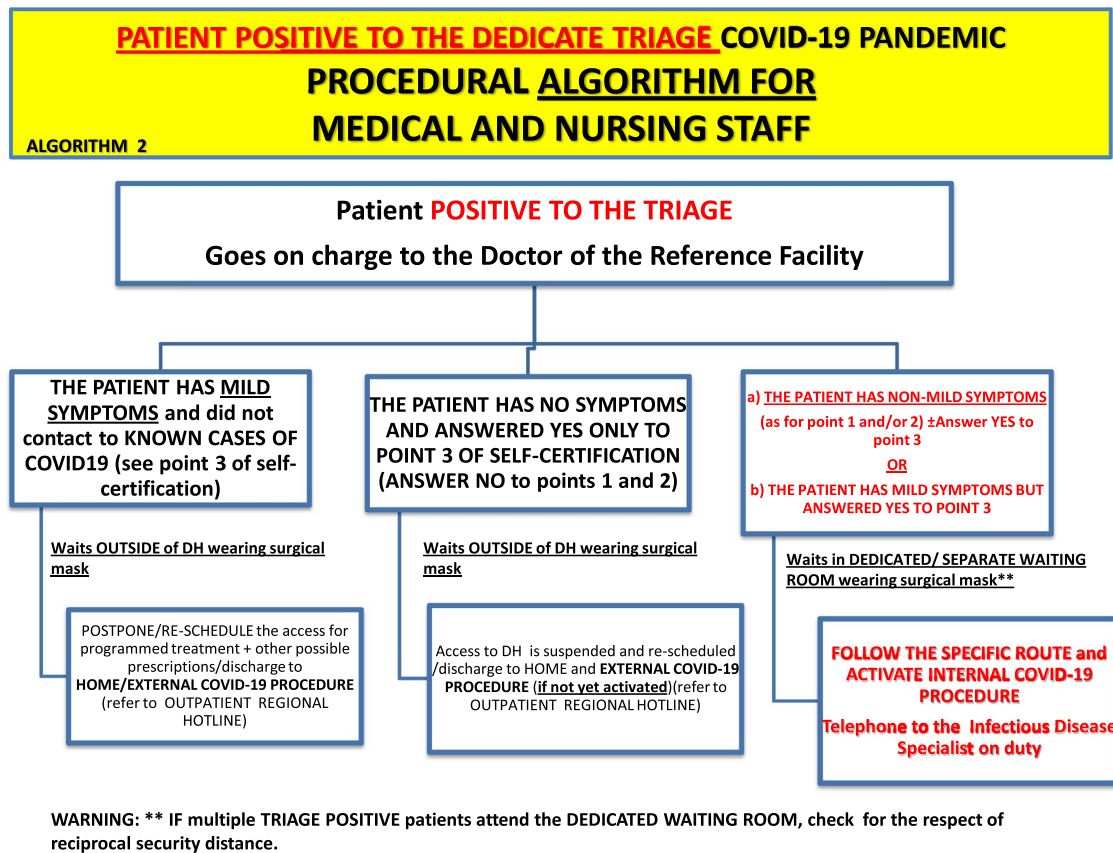 PATIENT POSITIVE TO THE DEDICATE TRIAGE COVID-19 PANDEMIC
PROCEDURAL ALGORITHM FOR
MEDICAL AND NURSING STAFF
ALGORITHM 2
Patient POSITIVE TO THE TRIAGE
Goes on charge to the Doctor of the Reference Facility
THE PATIENT HAS MILD
SYMPTOMS and did not
contact to KNOWN CASES OF
COVID19 (see point 3 of self-
certification)
Waits OUTSIDE of DH wearing surgical
mask
POSTPONE/RE-SCHEDULE the access for
programmed treatment + other possible
prescriptions/discharge to
HOME/EXTERNAL COVID-19 PROCEDURE
(refer to OUTPATIENT REGIONAL
HOTLINE)
THE PATIENT HAS NO SYMPTOMS
AND ANSWERED YES ONLY TO
POINT 3 OF SELF-CERTIFICATION
(ANSWER NO to points 1 and 2)
Waits OUTSIDE of DH wearing surgical
mask
Access to DH is suspended and re-scheduled
/discharge to HOME and EXTERNAL COVID-19
PROCEDURE (if not yet activated)(refer to
OUTPATIENT REGIONAL HOTLINE)
a) THE PATIENT HAS NON-MILD SYMPTOMS
(as for point 1 and/or 2) ±Answer YES to
point 3
OR
b) THE PATIENT HAS MILD SYMPTOMS BUT
ANSWERED YES TO POINT 3
Waits in DEDICATED/ SEPARATE WAITING
ROOM wearing surgical mask**
FOLLOW THE SPECIFIC ROUTE and
ACTIVATE INTERNAL COVID-19
PROCEDURE
Telephone to the Infectious Disease
Specialist on duty
WARNING: ** IF multiple TRIAGE POSITIVE patients attend the DEDICATED WAITING ROOM, check for the respect of
reciprocal security distance.